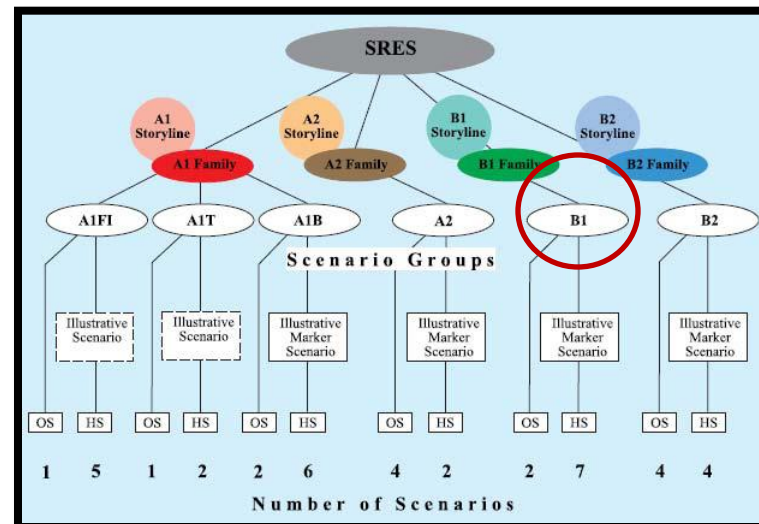 SRES
A1
Storyline
A2
Storyline
B1
Storyline
B2
Storyline
A1 Family
A2 Family
B1 Family
B2 Family
A1FI
A1T
A1B
A2
B1
B2
Scenario Groups
Illustrative
Scenario
Illustrative
Scenario
Illustrative
Marker
Scenario
Illustrative
Marker
Scenario
Illustrative
Marker
Scenario
Illustrative
Marker
Scenario
OS HS OS HS OS HS OS HS OS HS OS HS
1 5 1 2 2 6 4 2 2 7 4 4
Number of Scenarios